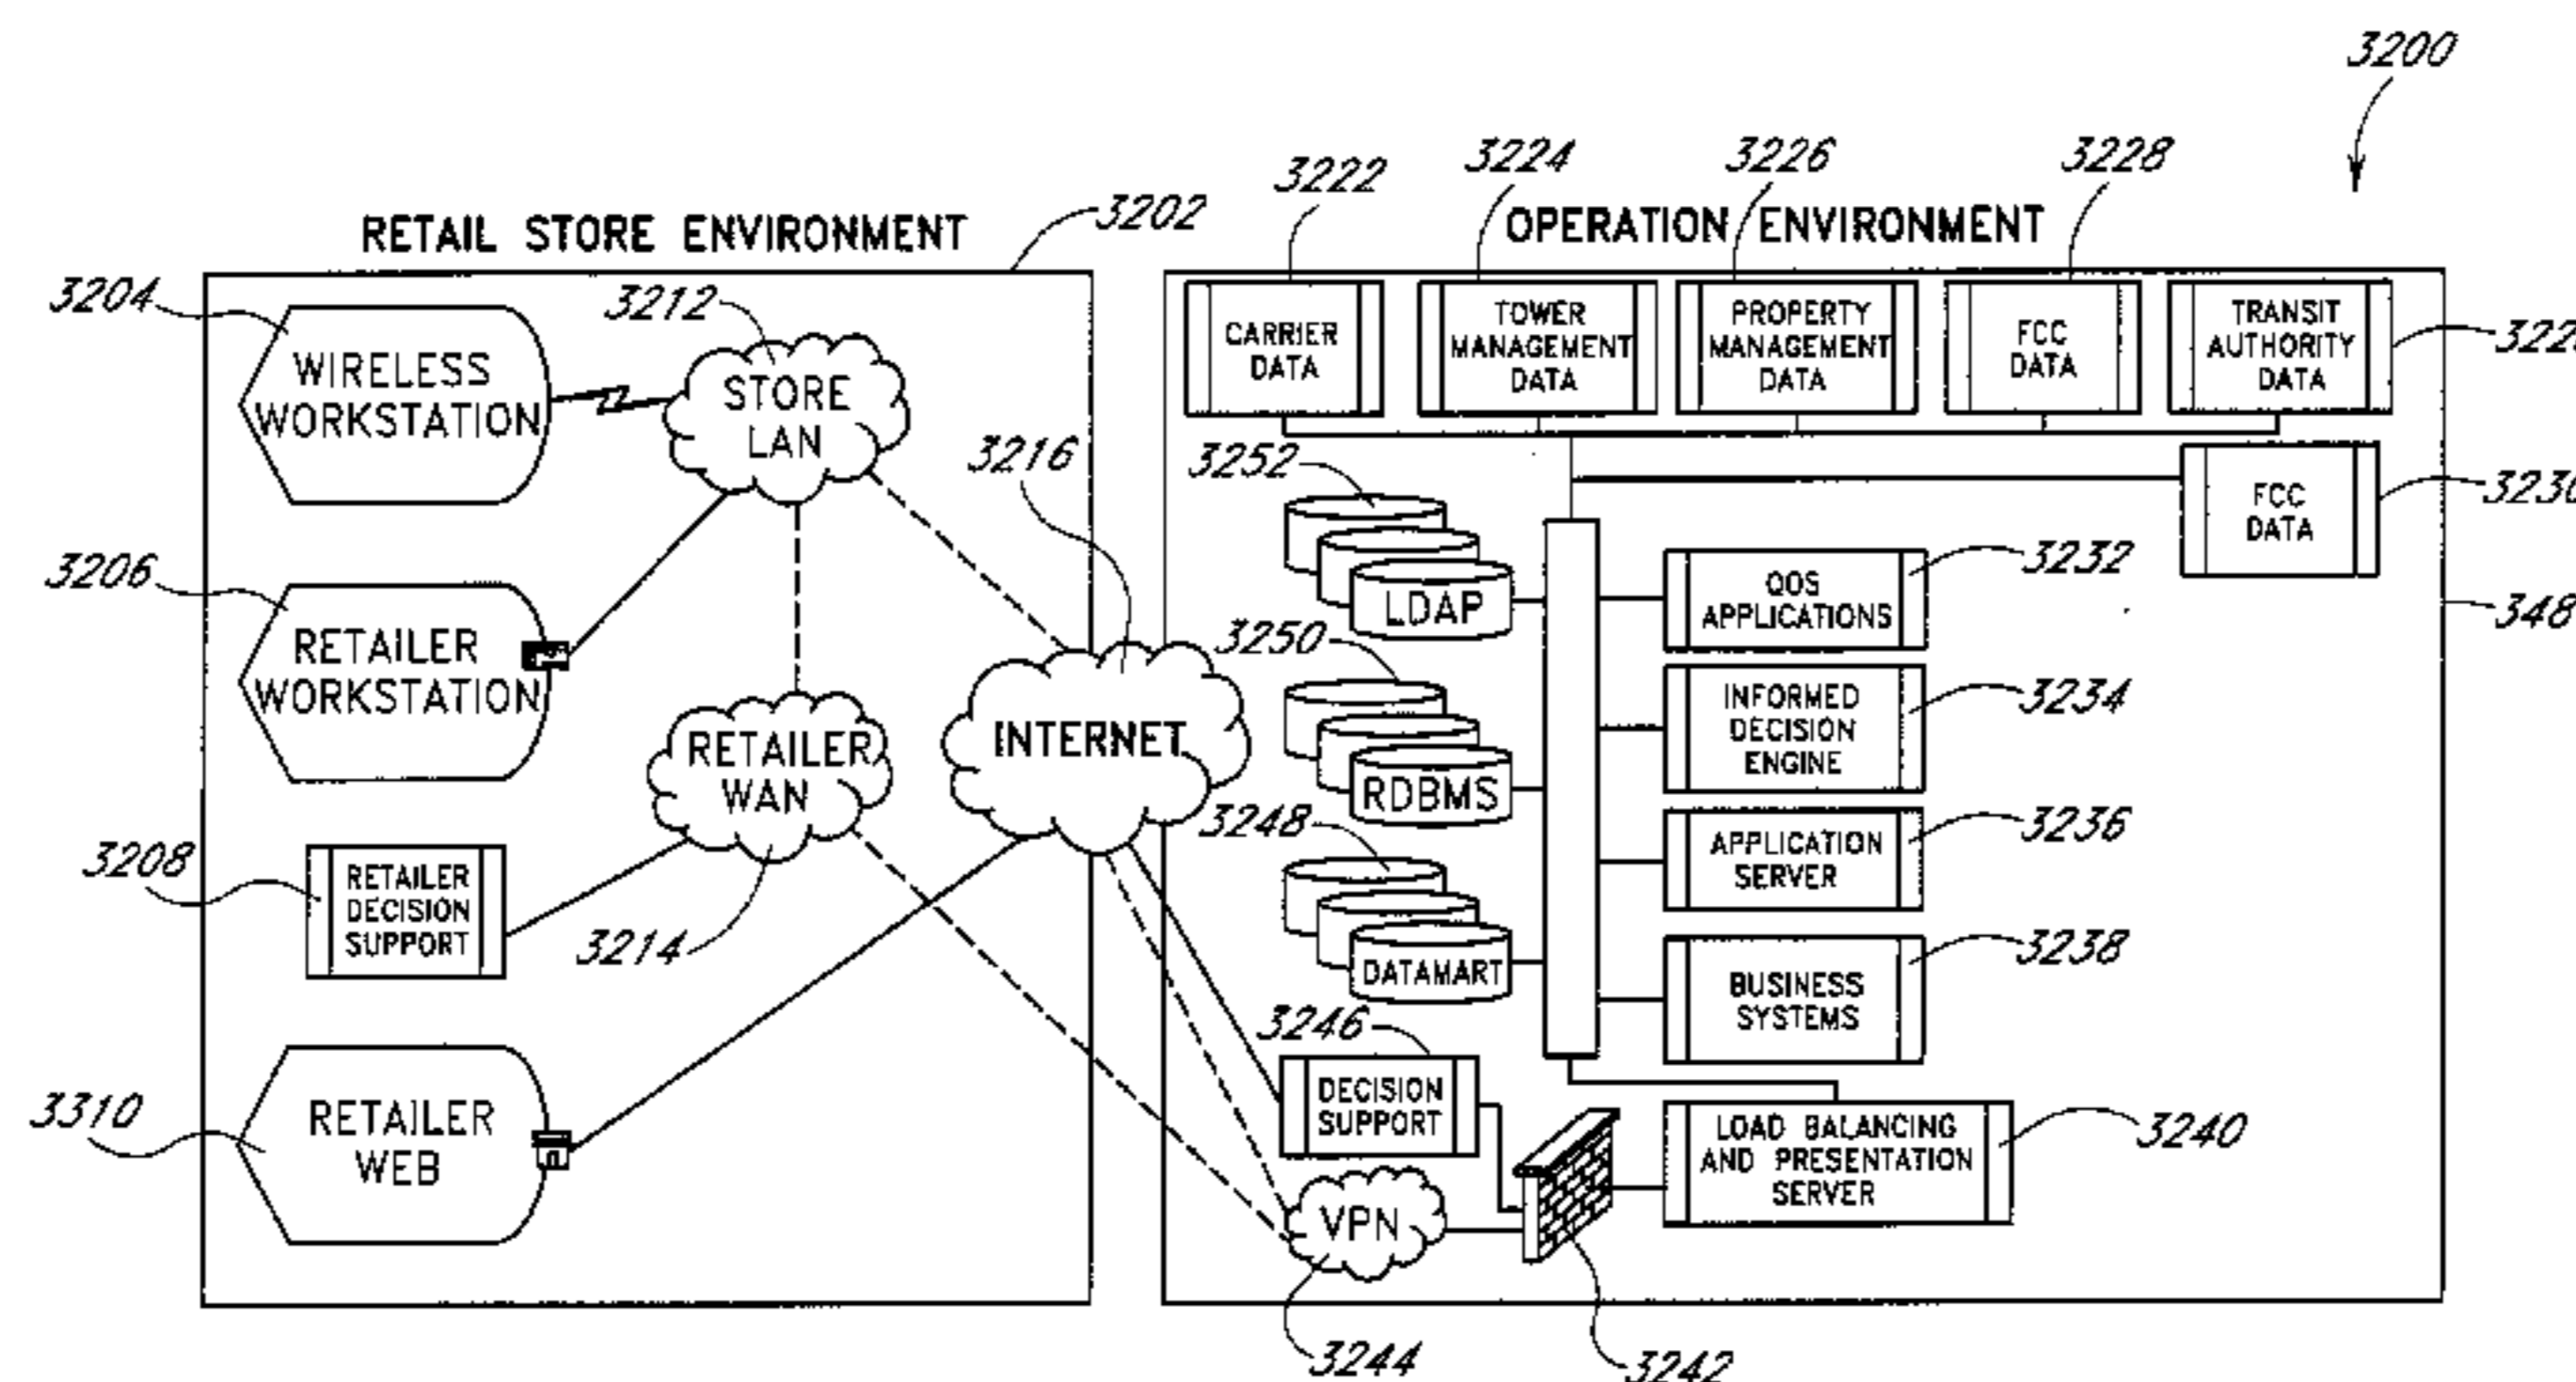 3200
3222
3224
3226
3228
RETAIL STORE ENVIRONMENT
3202
OPERATION ENVIRONMENT
3204
3212
WIRELESS
WORKSTATION
STORE
LAN
CARRIER
DATA
TOWER
MANAGEMENT
DATA
PROPERTY
MANAGEMENT
DATA
FCC
DATA
TRANSIT
AUTHORITY
DATA
3216
3252
FCC
DATA
3206
RETAILER
WORKSTATION
LDAP
QOS
APPLICATIONS
3232
348
3250
INTERNET
RETAILER
WAN
RDBMS
INFORMED
DECISION
ENGINE
3234
3208
RETAILER
DECISION
SUPPORT
3214
3248
DATAMART
APPLICATION
SERVER
3236
BUSINESS
SYSTEMS
3238
3246
3310
RETAILER
WEB
DECISION
SUPPORT
LOAD BALANCING
AND PRESENTATION
SERVER
3240
VPN
3244
3242